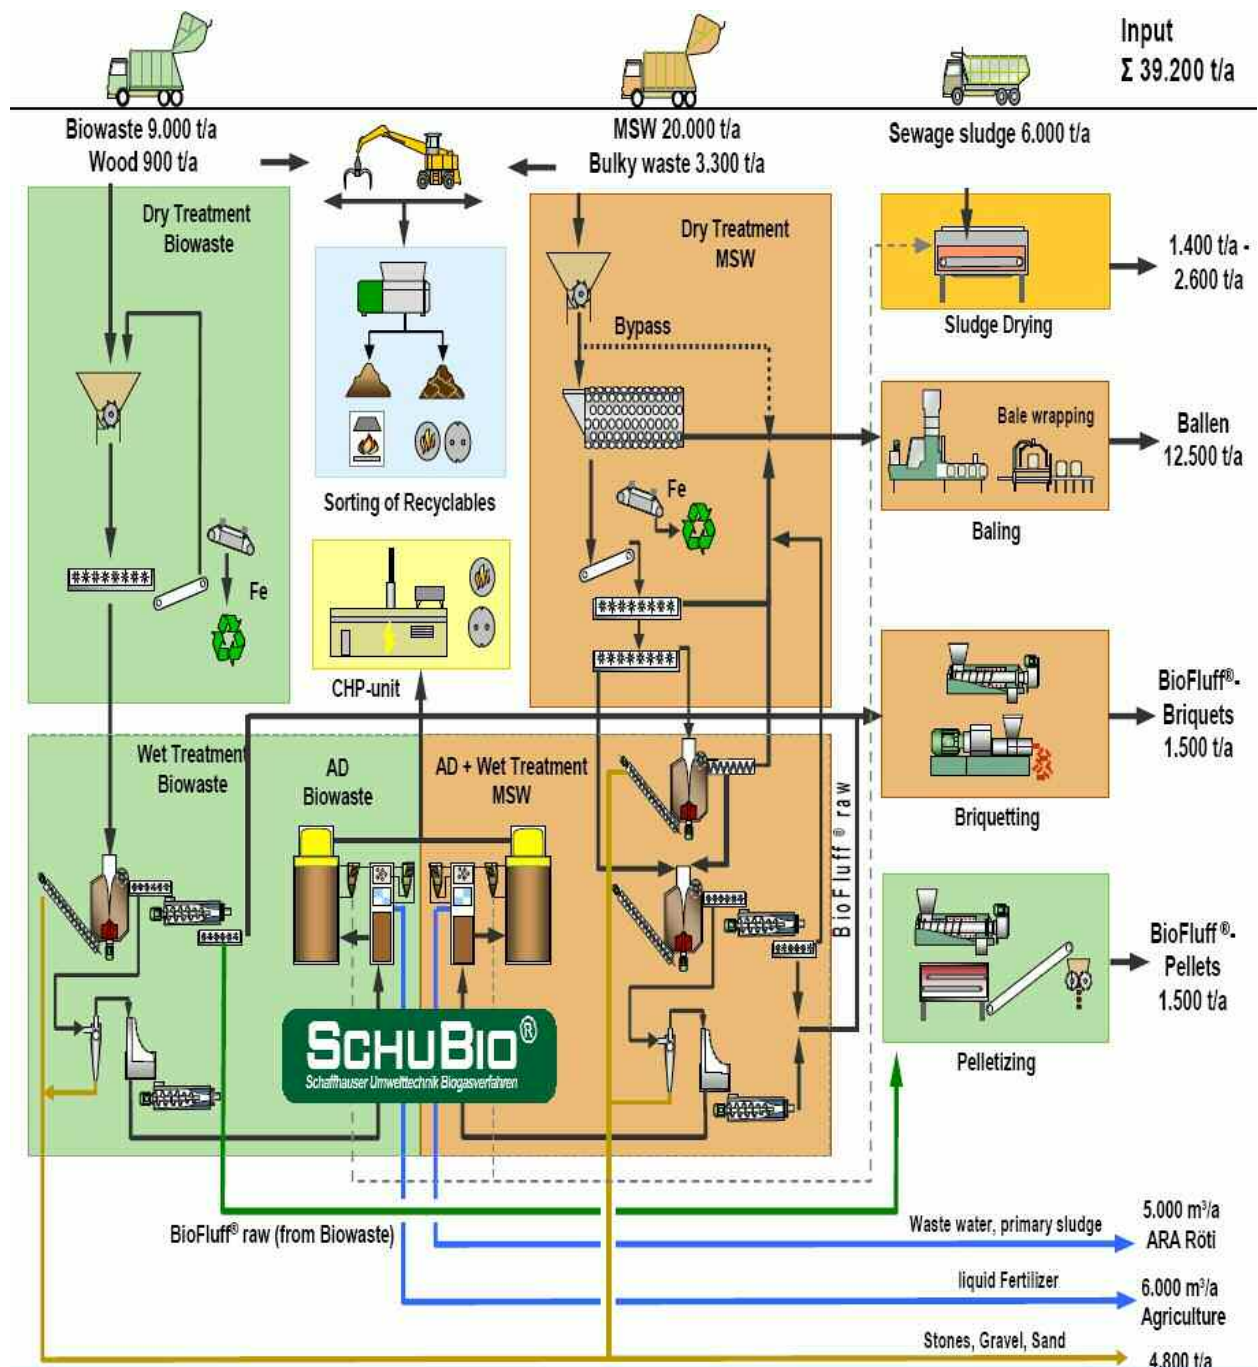 Input
Σ 39.200 t/a
Biowaste 9.000 t/a
Wood 900 t/a
MSW 20.000 t/a
Bulky waste 3.300 t/a
Sewage sludge 6.000 t/a
Dry Treatment
Biowaste
Dry Treatment
MSW
1.400 t/a -
2.600 t/a
Sludge Drying
Bypass
Bale wrapping
Ballen
12.500 t/a
Sorting of Recyclables
Fe
Baling
Fe
CHP-unit
BioFluff®-
Briquets
1.500 t/a
Wet Treatment
Biowaste
AD
Biowaste
AD + Wet Treatment
MSW
Briquetting
BioFluff® raw
BioFluff®-
Pellets
1.500 t/a
SCHUBIO®
Schaffhauser Umwelttechnik Biogasverfahren
Pelletizing
BioFluff® raw (from Biowaste)
Waste water, primary sludge
5.000 m³/a
ARA Röti
liquid Fertilizer
6.000 m³/a
Agriculture
Stones, Gravel, Sand
4.800 t/a